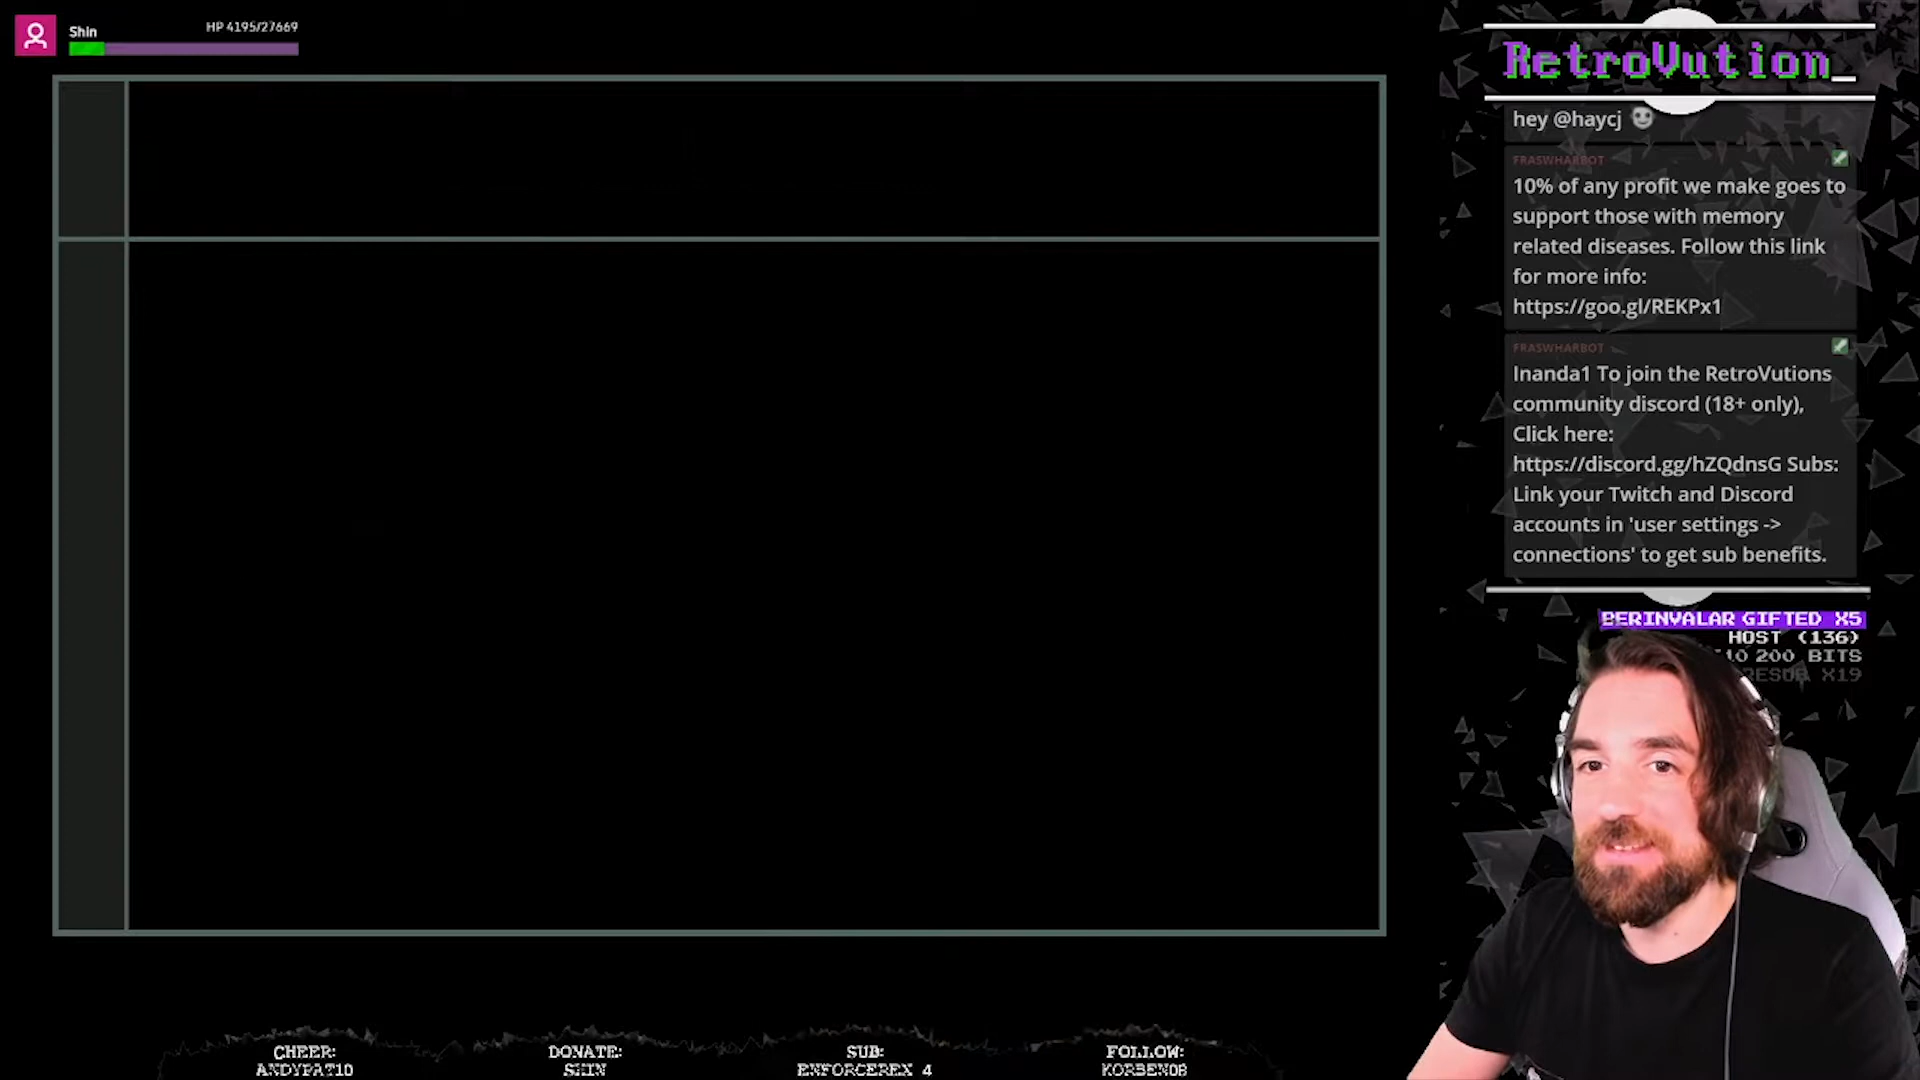 Shin
HP 4195/27669
RetroVution_
hey @haycj
FRASWHARBOT
10% of any profit we make goes to
support those with memory
related diseases. Follow this link
for more info:
https://goo.gl/REKPx1
FRASWHARBOT
Inanda1 To join the RetroVutions
community discord (18+ only),
Click here:
https://discord.gg/hZQdnsG Subs:
Link your Twitch and Discord
accounts in 'user settings ->
connections' to get sub benefits.
BERINVALAR GIFTED X5
HOST (136)
200 BITS
RESUB X19
CHEER:
ANDYPAT10
DONATE:
SHIN
SUB:
ENFORCEREX 4
FOLLOW:
KORBEN08